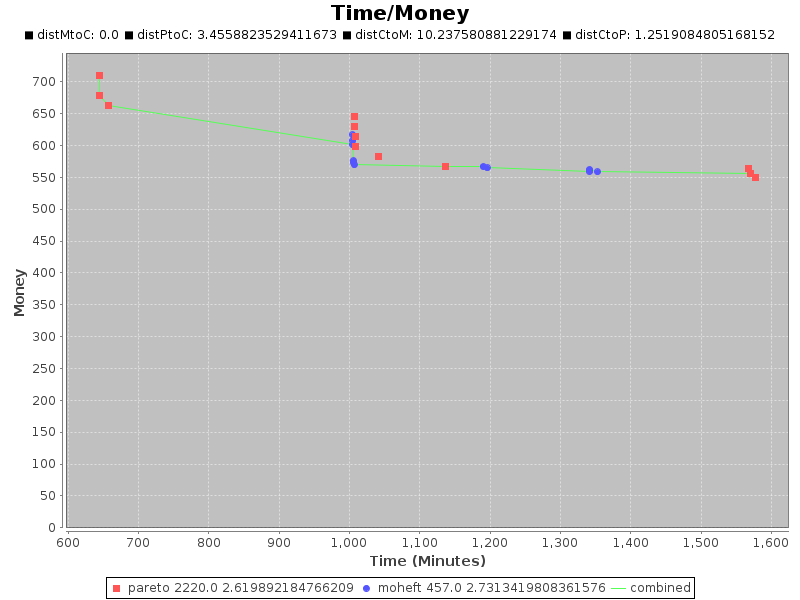 Time/Money
distMtoC: 0.0 distPtoC: 3.4558823529411673 distCtoM: 10.237580881229174 distCtoP: 1.2519084805168152
700
650
600
550
500
450
400
350
300
250
200
150
100
50
0
Money
600 700 800 900 1,000 1,100 1,200 1,300 1,400 1,500 1,600
Time (Minutes)
pareto 2220.0 2.619892184766209 moheft 457.0 2.7313419808361576 combined